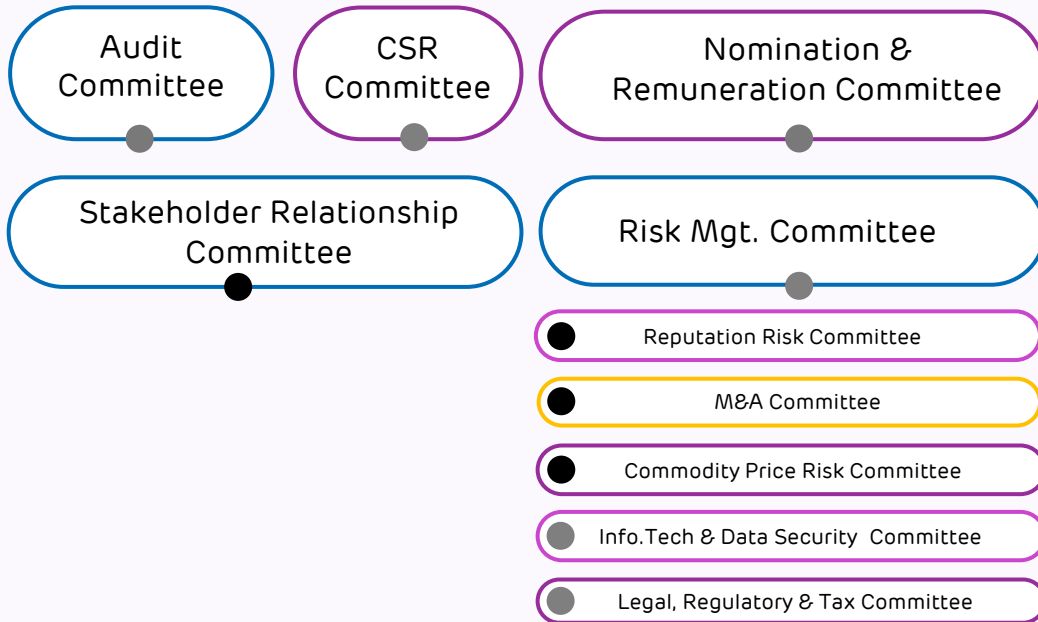 Audit
Committee
CSR
Committee
Nomination &
Remuneration Committee
Stakeholder Relationship
Committee
Risk Mgt. Committee
Reputation Risk Committee
M&A Committee
Commodity Price Risk Committee
Info.Tech & Data Security  Committee
Legal, Regulatory & Tax Committee